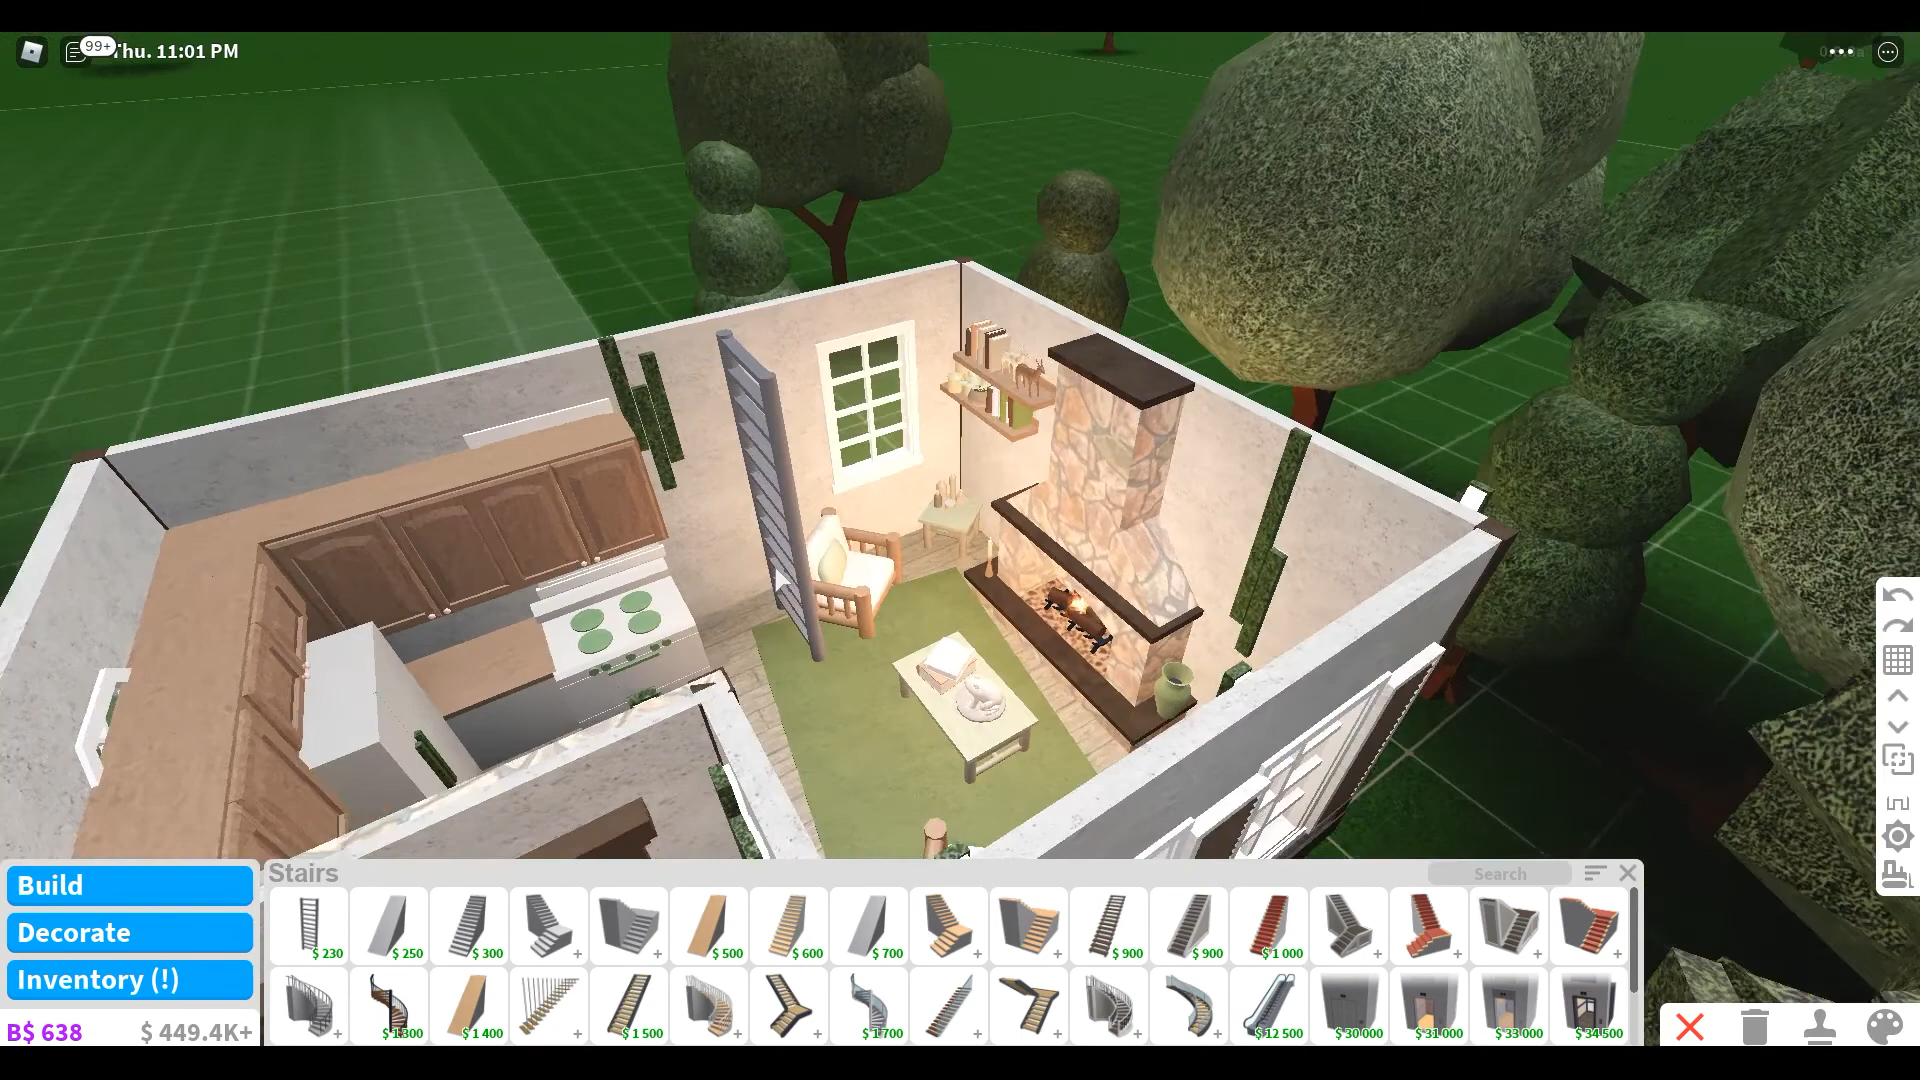 99+
Thu. 11:01 PM
Stairs
Search
Build
Decorate
Inventory (!)
B$ 638
$ 449.4K+
$ 230
$ 250
$ 300
+
+
$ 500
$ 600
$ 700
+
+
$ 900
$ 900
$ 1 000
+
+
+
+
+
$ 1 300
$ 1 400
+
$ 1 500
+
+
$ 1 700
+
+
+
+
$ 12 500
$ 30 000
$ 31 000
$ 33 000
$ 34 500